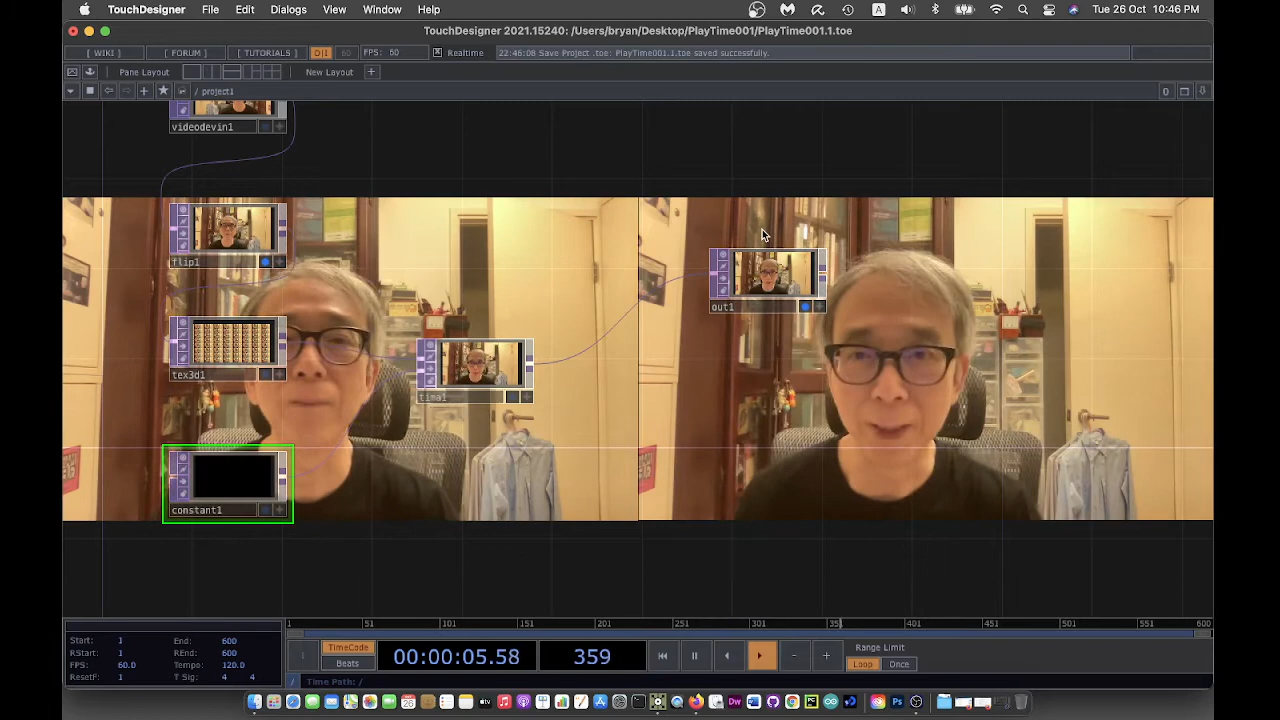 TouchDesigner File Edit Dialogs View Window Help A Tue 26 Oct 10:46 PM
TouchDesigner 2021.15240: /Users/bryan/Desktop/PlayTime001/PlayTime001.1.toe
[ WIKI ] [ FORUM ] [ TUTORIALS ] O|I 60 FPS: 60 Realtime 22:46:08 Save Project .toe: PlayTime001.1.toe saved successfully.
Pane Layout New Layout +
/ project1 0
videodevin1
flip1
out1
tex3d1
tima1
constant1
1 51 101 151 201 251 301 351 401 451 501 551 600
Start: 1 End: 600
RStart: 1 REnd: 600
FPS: 60.0 Tempo: 120.0
ResetF: 1 T Sig: 4 4
TimeCode
Beats
00:00:05.58 359
Range Limit
Loop Once
/ Time Path: /